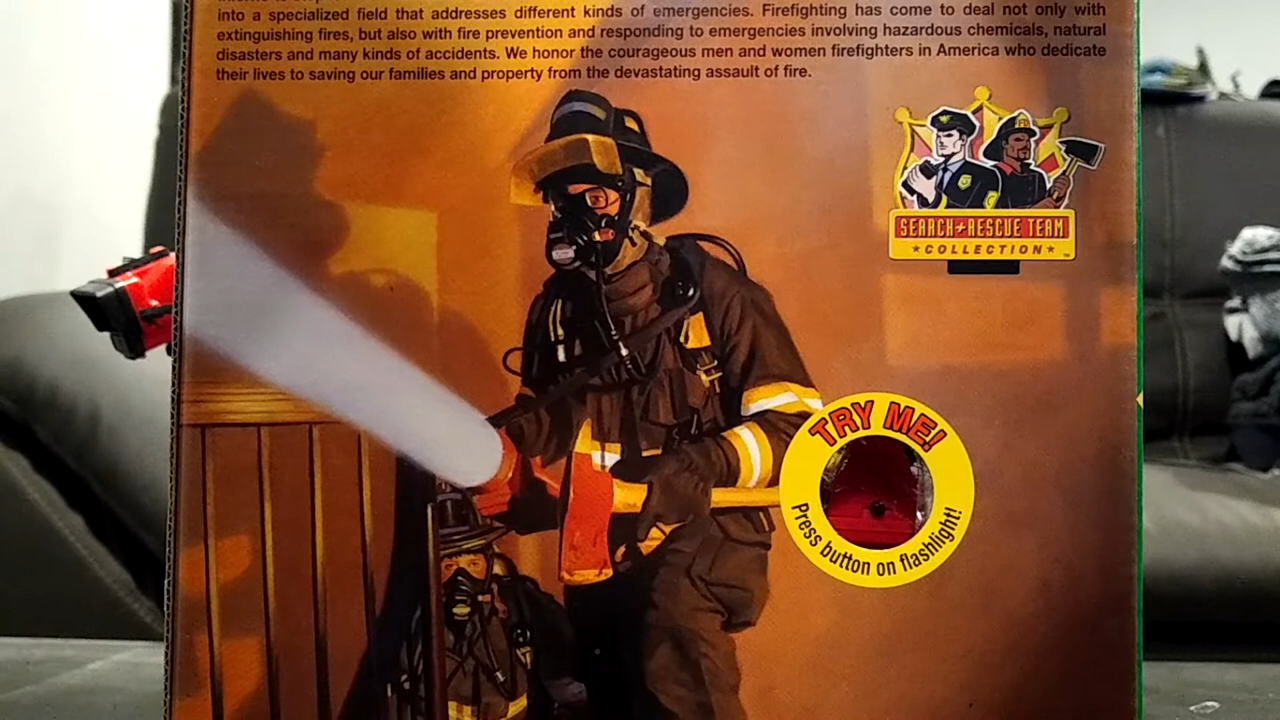 into a specialized field that addresses different kinds of emergencies. Firefighting has come to deal not only with
extinguishing fires, but also with fire prevention and responding to emergencies involving hazardous chemicals, natural
disasters and many kinds of accidents. We honor the courageous men and women firefighters in America who dedicate
their lives to saving our families and property from the devastating assault of fire.
SEARCH+RESCUE TEAM
★COLLECTION★
TRY ME!
Press button on flashlight!